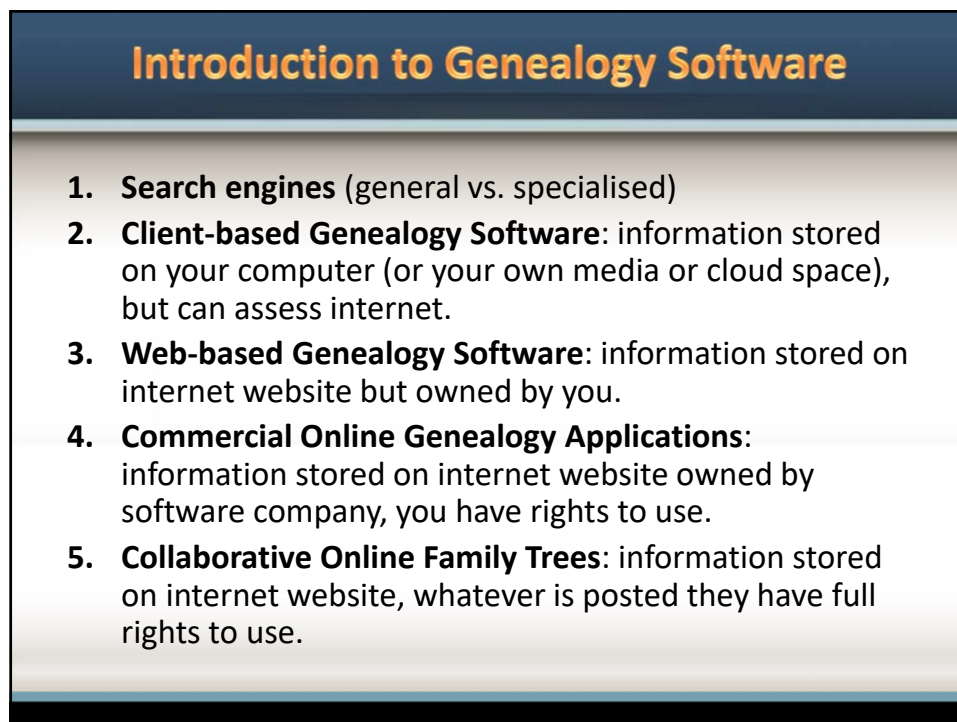 Introduction to Genealogy Software
1. Search engines (general vs. specialised)
2. Client-based Genealogy Software: information stored
on your computer (or your own media or cloud space),
but can assess internet.
3. Web-based Genealogy Software: information stored on
internet website but owned by you.
4. Commercial Online Genealogy Applications:
information stored on internet website owned by
software company, you have rights to use.
5. Collaborative Online Family Trees: information stored
on internet website, whatever is posted they have full
rights to use.